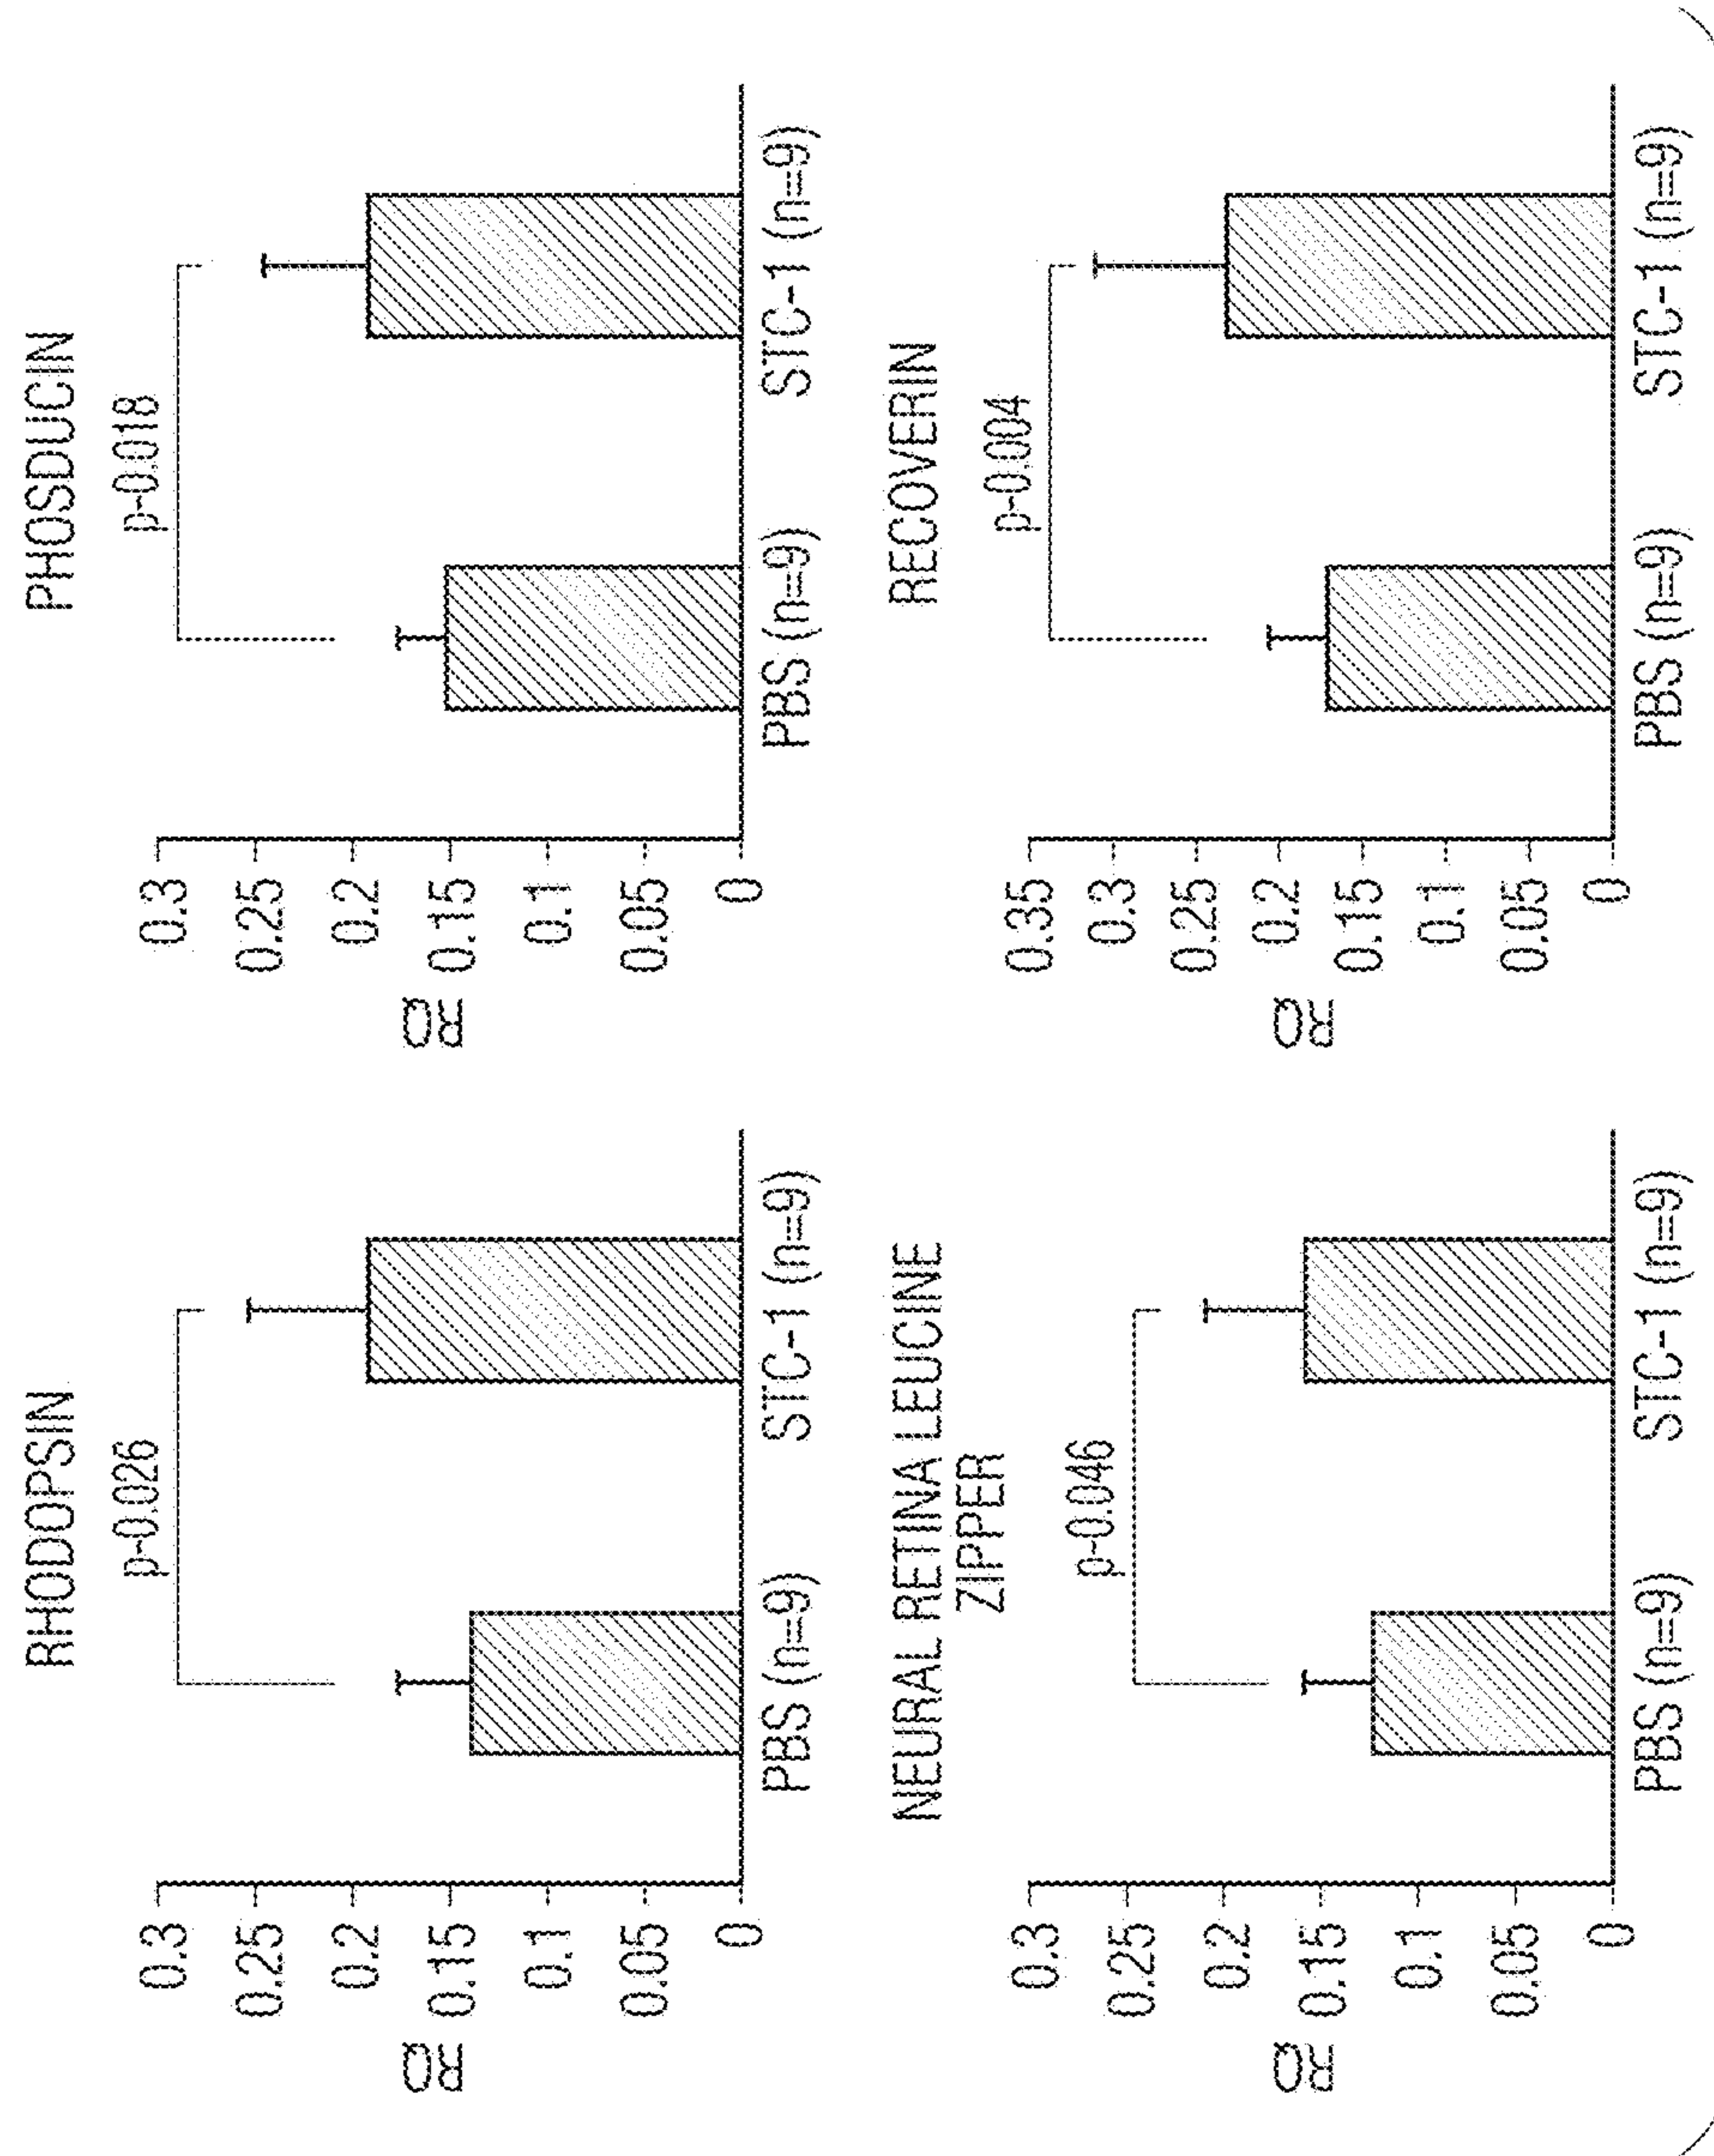 RHODOPSIN
p-0.026
RQ
0.3
0.25
0.2
0.15
0.1
0.05
0
PBS (n=9) STC-1 (n=9)
PHOSDUCIN
p-0.018
RQ
0.3
0.25
0.2
0.15
0.1
0.05
0
PBS (n=9) STC-1 (n=9)
NEURAL RETINA LEUCINE
ZIPPER
p-0.046
RQ
0.3
0.25
0.2
0.15
0.1
0.05
0
PBS (n=9) STC-1 (n=9)
RECOVERIN
p-0.004
RQ
0.35
0.3
0.25
0.2
0.15
0.1
0.05
0
PBS (n=9) STC-1 (n=9)